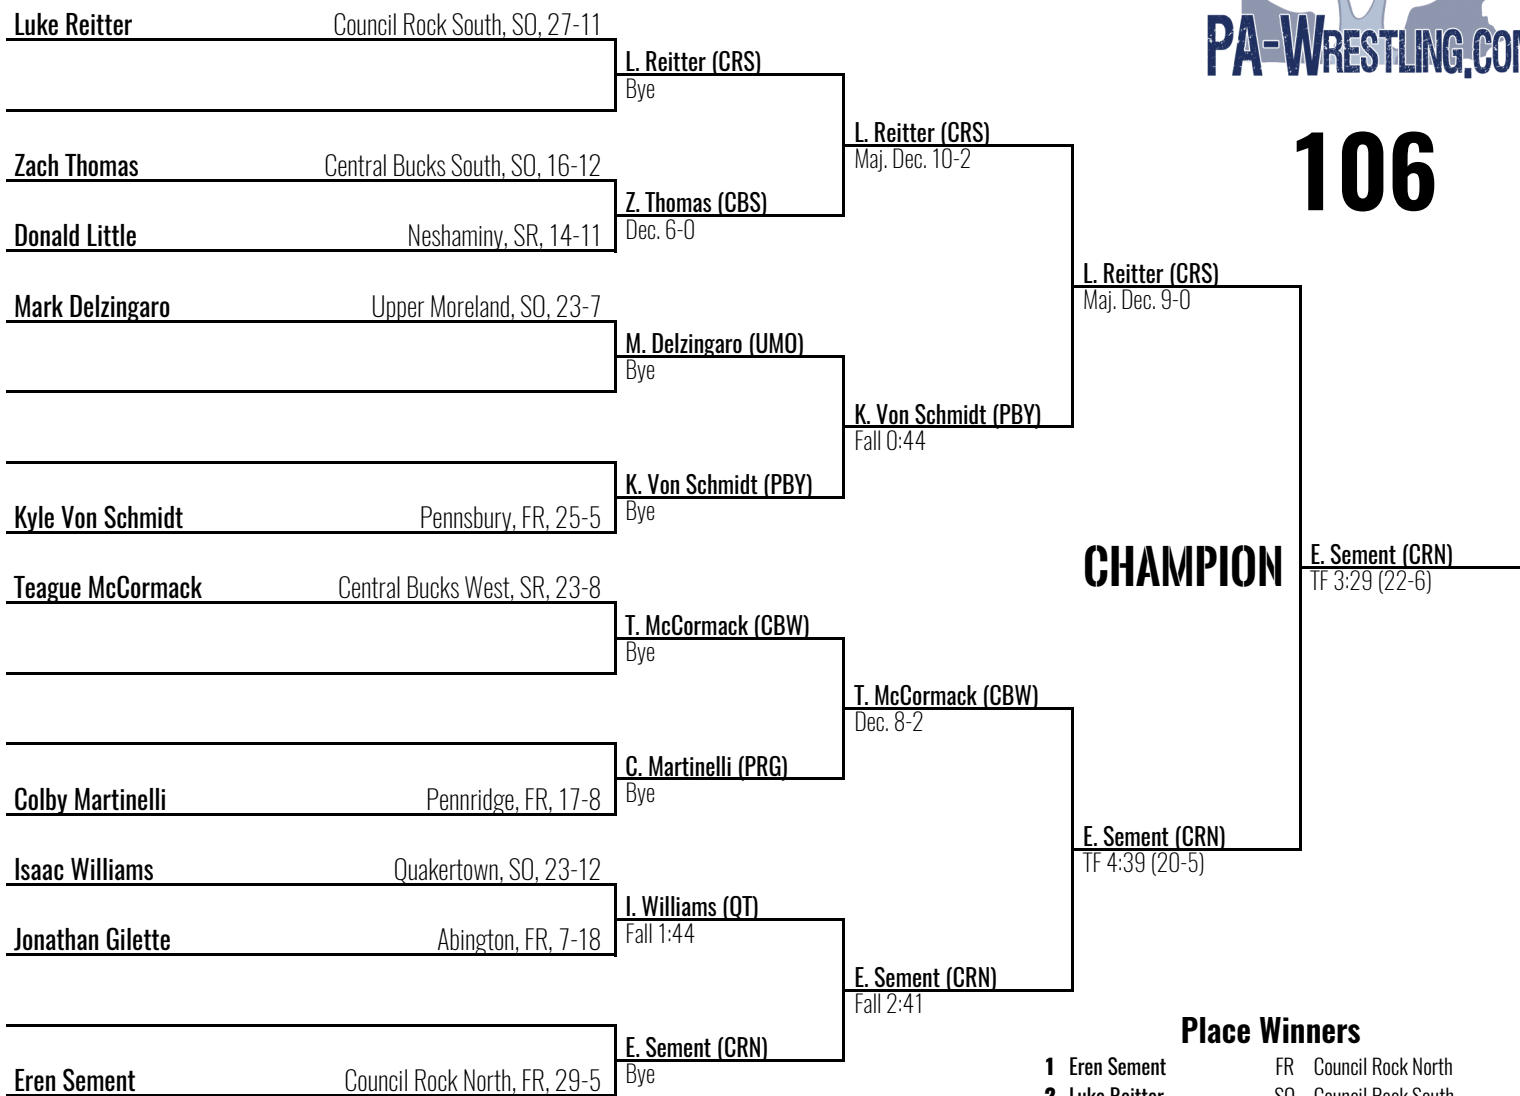 Luke Reitter Council Rock South, SO, 27-11
PA-WRESTLING.COM
L. Reitter (CRS)
Bye
L. Reitter (CRS)
Maj. Dec. 10-2
106
Zach Thomas Central Bucks South, SO, 16-12
Z. Thomas (CBS)
Dec. 6-0
Donald Little Neshaminy, SR, 14-11
L. Reitter (CRS)
Maj. Dec. 9-0
Mark Delzingaro Upper Moreland, SO, 23-7
M. Delzingaro (UMO)
Bye
K. Von Schmidt (PBY)
Fall 0:44
K. Von Schmidt (PBY)
Bye
Kyle Von Schmidt Pennsbury, FR, 25-5
CHAMPION
E. Sement (CRN)
TF 3:29 (22-6)
Teague McCormack Central Bucks West, SR, 23-8
T. McCormack (CBW)
Bye
T. McCormack (CBW)
Dec. 8-2
C. Martinelli (PRG)
Bye
Colby Martinelli Pennridge, FR, 17-8
E. Sement (CRN)
TF 4:39 (20-5)
Isaac Williams Quakertown, SO, 23-12
I. Williams (QT)
Fall 1:44
Jonathan Gilette Abington, FR, 7-18
E. Sement (CRN)
Fall 2:41
E. Sement (CRN)
Bye
Eren Sement Council Rock North, FR, 29-5
Place Winners
1 Eren Sement FR Council Rock North
2 Luke Reitter SO Council Rock South